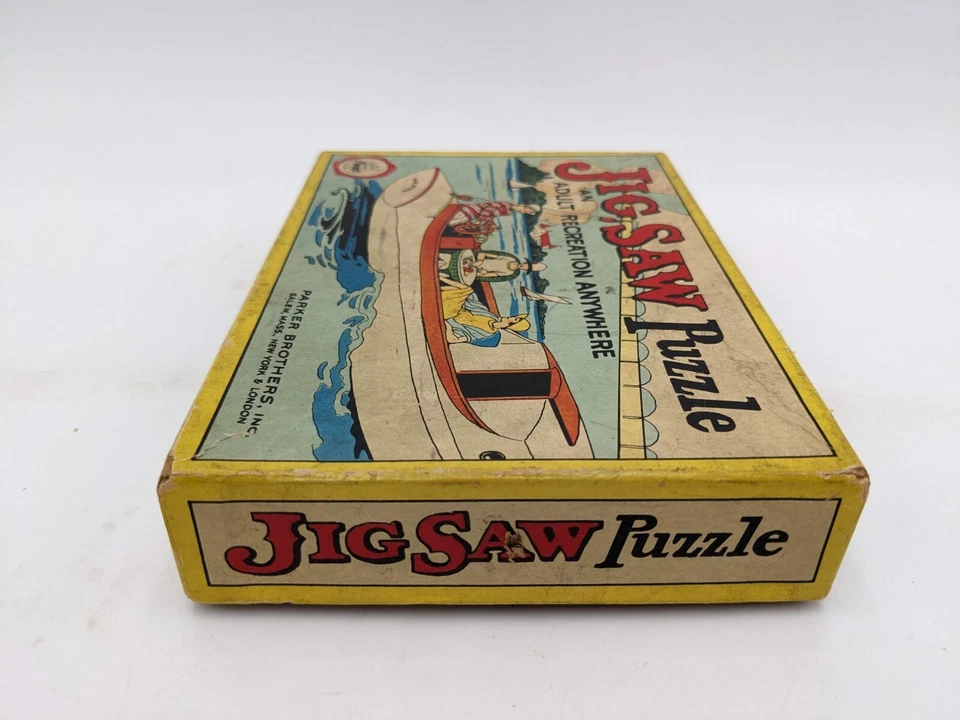 JIG SAW Puzzle
AN
ADULT RECREATION ANYWHERE
PARKER BROTHERS, INC.
SALEM, MASS., NEW YORK & LONDON
JIG SAW Puzzle